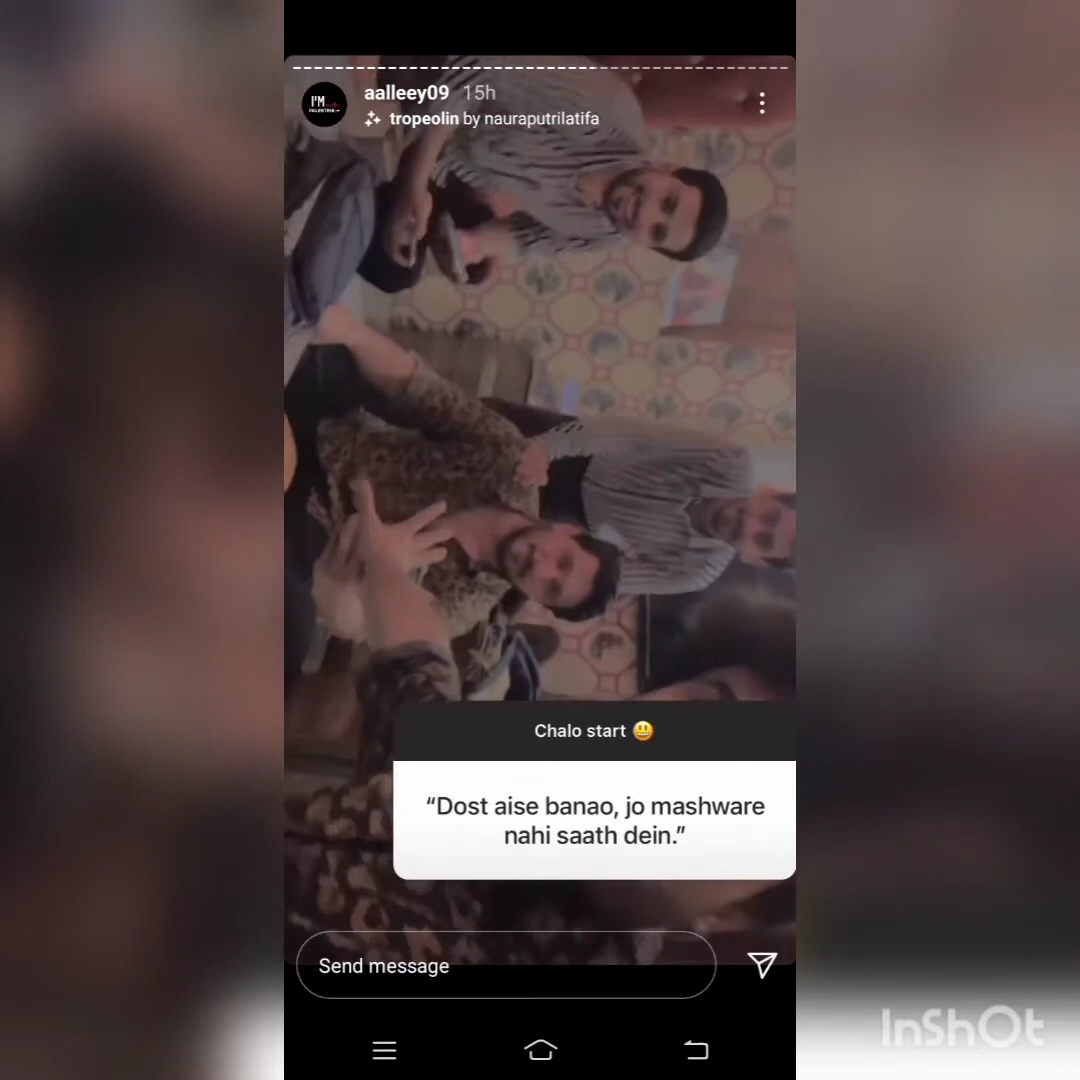 aalleey09 15h
tropeolin by nauraputrilatifa
I'M
Chalo start 😃
“Dost aise banao, jo mashware
nahi saath dein.”
Send message
InShOt